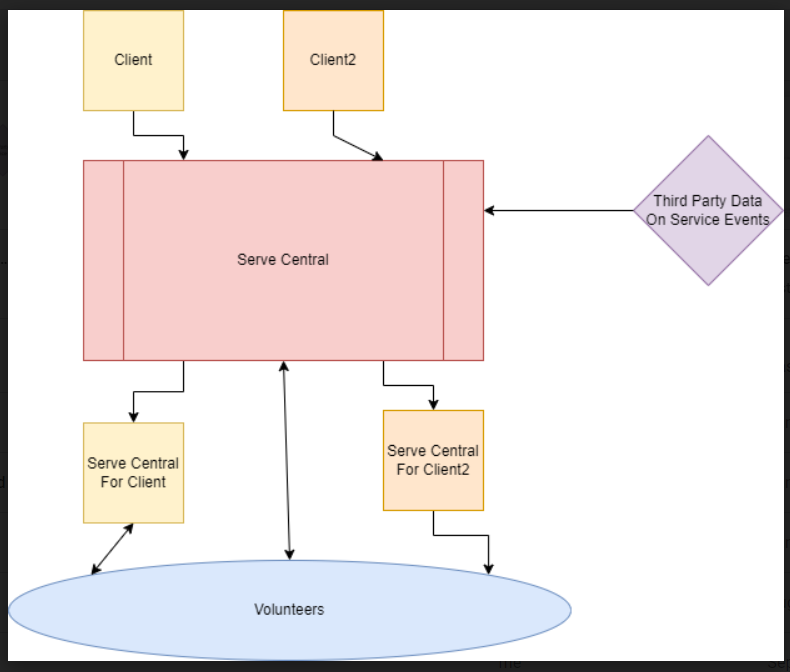 Client
Client2
Third Party Data
On Service Events
Serve Central
Serve Central
For Client
Serve Central
For Client2
Volunteers